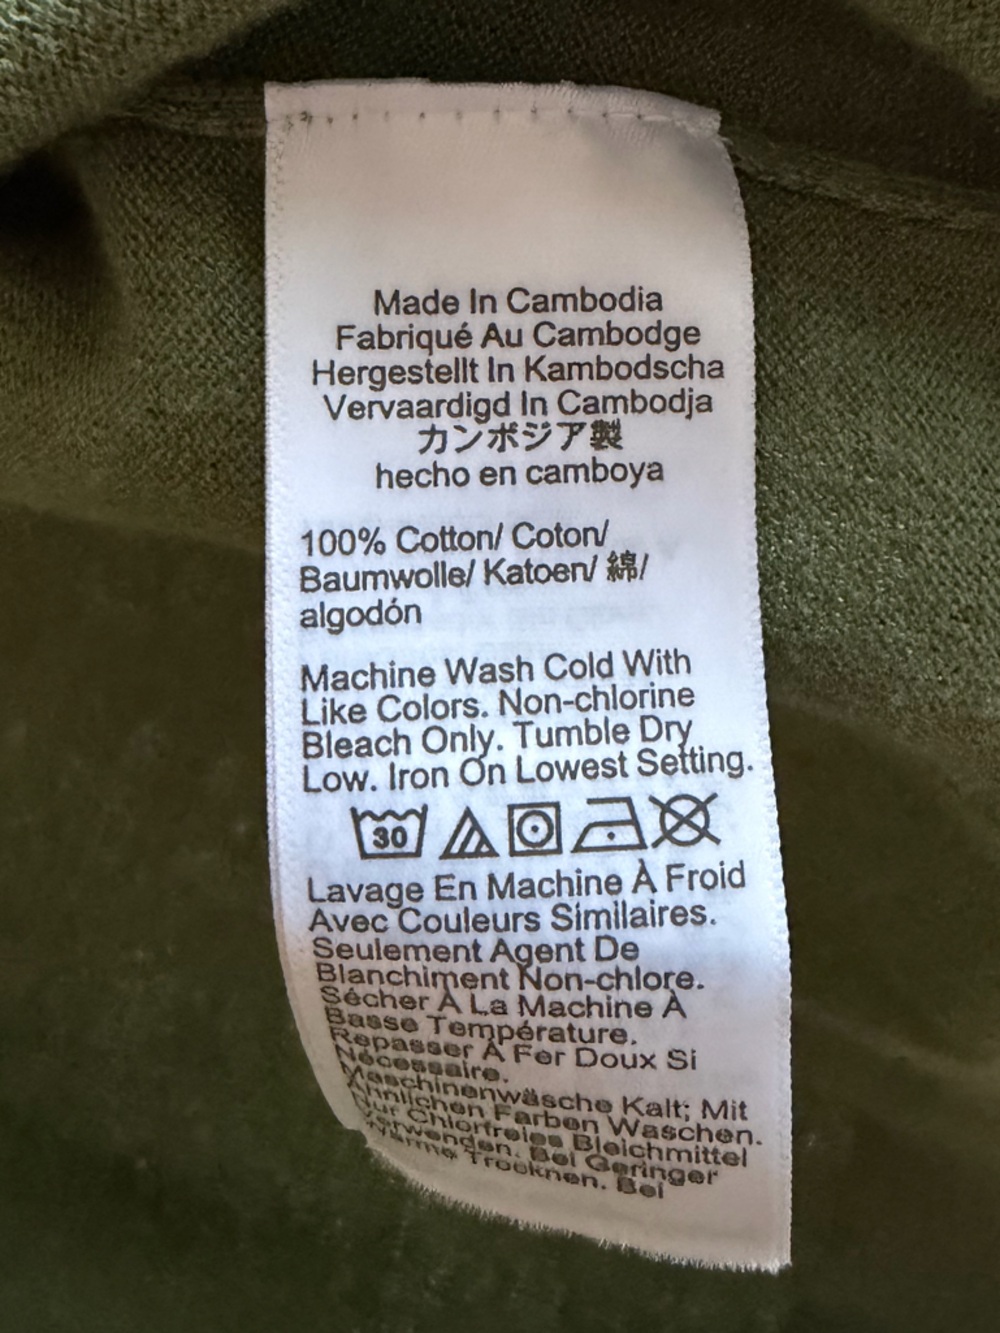 Made In Cambodia
Fabriqué Au Cambodge
Hergestellt In Kambodscha
Vervaardigd In Cambodja
カンボジア製
hecho en camboya
100% Cotton/ Coton/
Baumwolle/ Katoen/ 綿/
algodón
Machine Wash Cold With
Like Colors. Non-chlorine
Bleach Only. Tumble Dry
Low. Iron On Lowest Setting.
30
Lavage En Machine À Froid
Avec Couleurs Similaires.
Seulement Agent De
Blanchiment Non-chlore.
Sécher À La Machine À
Basse Température.
Repasser À Fer Doux Si
Nécessaire.
Maschinenwäsche Kalt; Mit
Ähnlichen Farben Waschen.
Nur Chlorfreies Bleichmittel
Verwenden. Bei Geringer
Wärme Trocknen. Bei